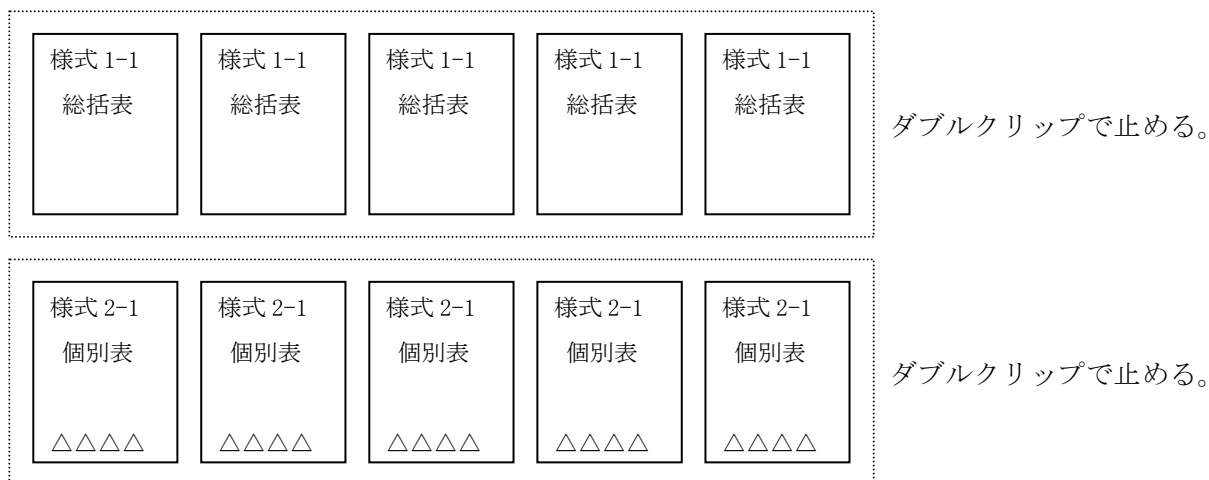 様式 1-1 様式 1-1 様式 1-1 様式 1-1 様式 1-1
総括表 総括表 総括表 総括表 総括表
ダブルクリップで止める。
様式 2-1 様式 2-1 様式 2-1 様式 2-1 様式 2-1
個別表 個別表 個別表 個別表 個別表
ダブルクリップで止める。
△△△△ △△△△ △△△△ △△△△ △△△△